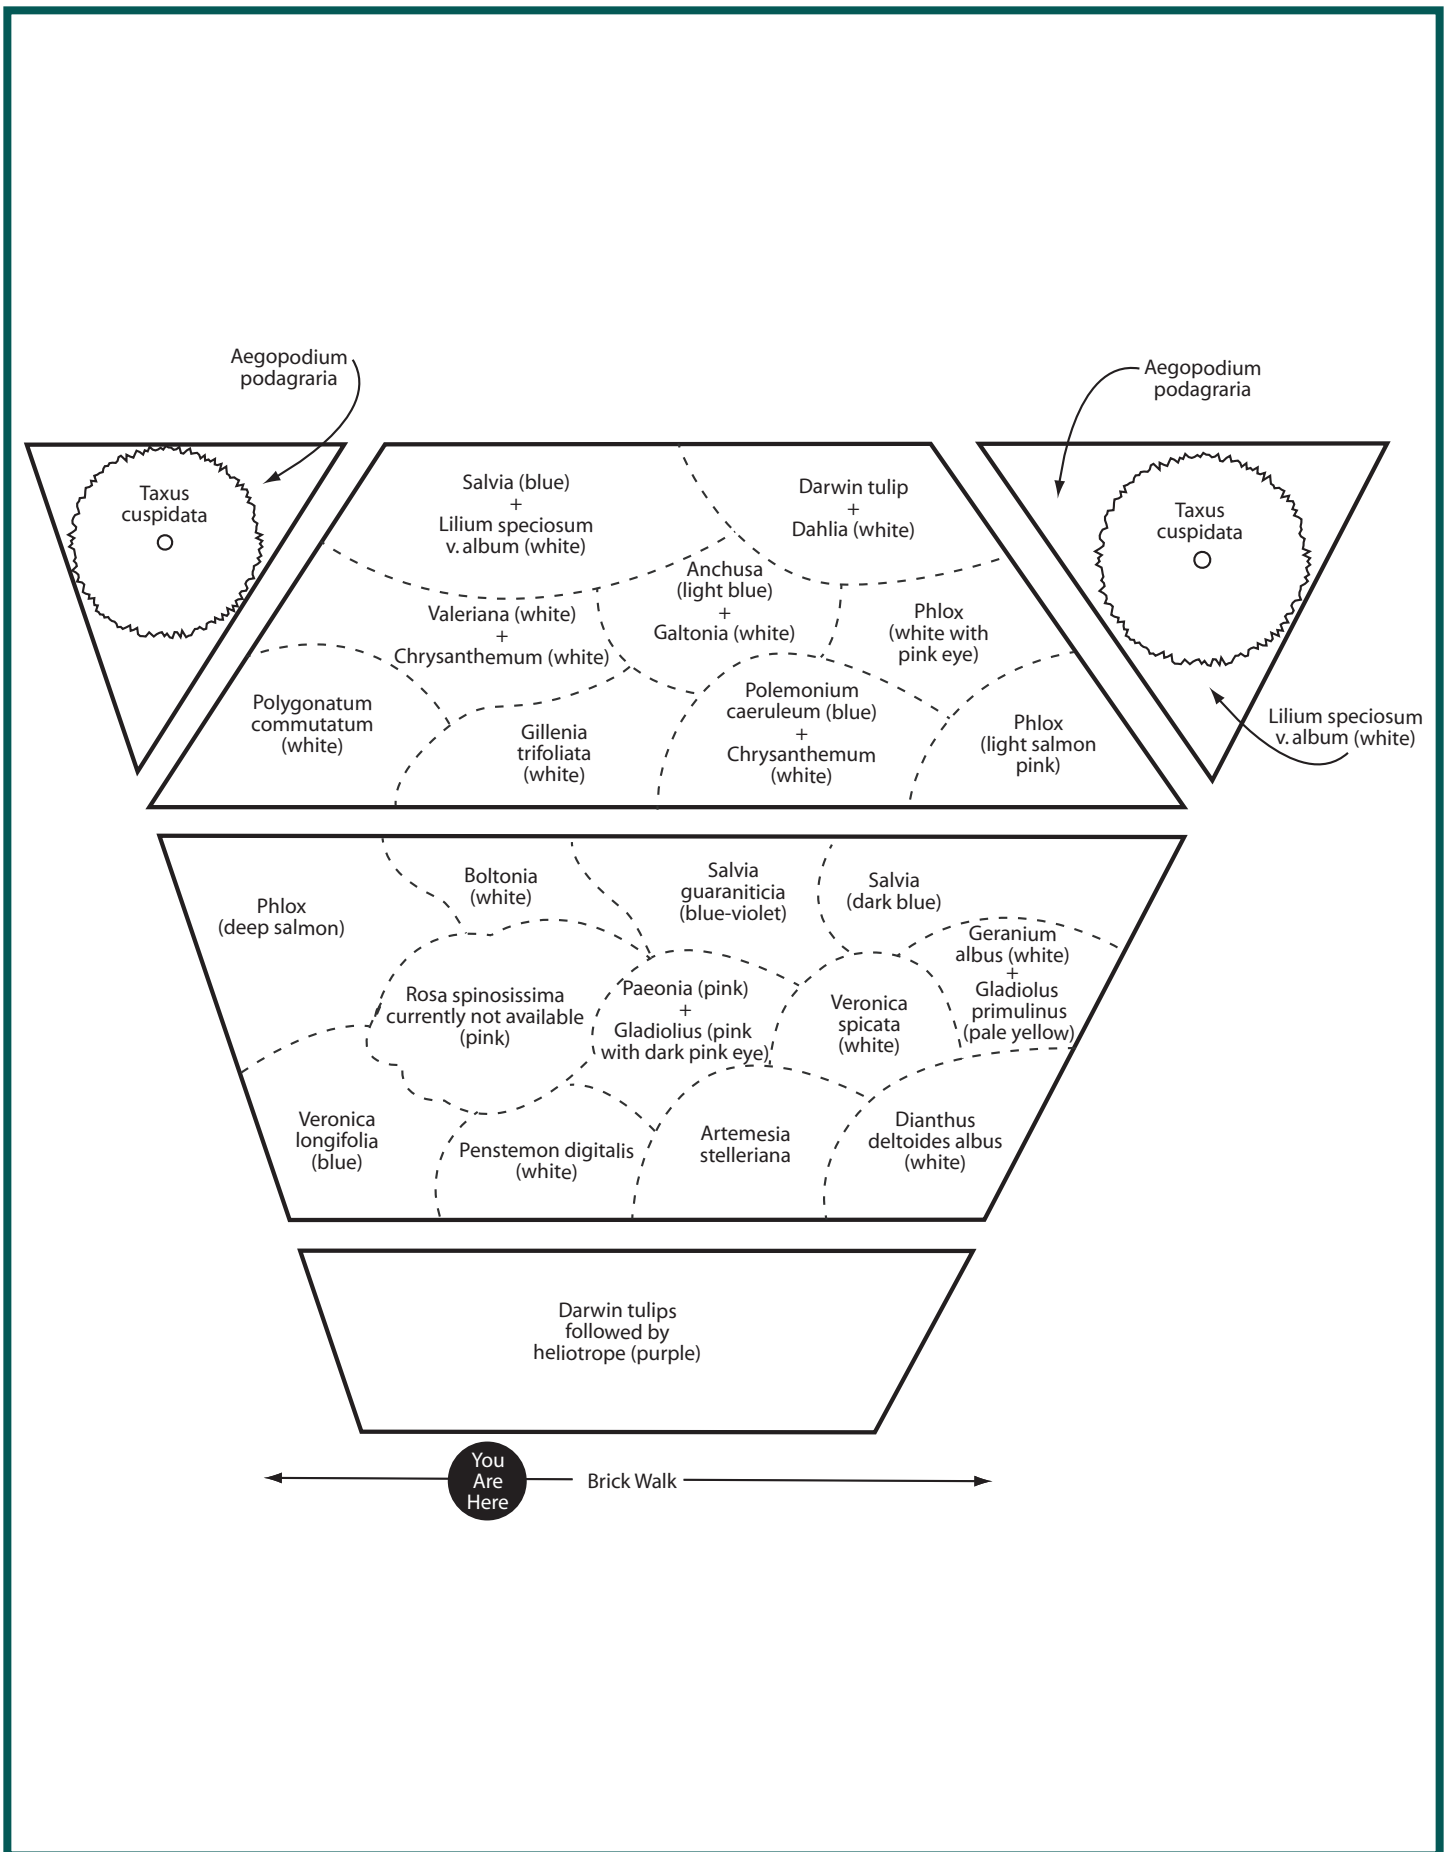 Aegopodium
podagraria
Aegopodium
podagraria
Taxus
cuspidata
Salvia (blue)
+
Lilium speciosum
v. album (white)
Darwin tulip
+
Dahlia (white)
Taxus
cuspidata
Valeriana (white)
+
Chrysanthemum (white)
Anchusa
(light blue)
+
Galtonia (white)
Phlox
(white with
pink eye)
Polygonatum
commutatum
(white)
Gillenia
trifoliata
(white)
Polemonium
caeruleum (blue)
+
Chrysanthemum
(white)
Phlox
(light salmon
pink)
Lilium speciosum
v. album (white)
Phlox
(deep salmon)
Boltonia
(white)
Salvia
guaraniticia
(blue-violet)
Salvia
(dark blue)
Geranium
albus (white)
+
Gladiolus
primulinus
(pale yellow)
Rosa spinosissima
currently not available
(pink)
Paeonia (pink)
+
Gladiolius (pink
with dark pink eye)
Veronica
spicata
(white)
Veronica
longifolia
(blue)
Penstemon digitalis
(white)
Artemesia
stelleriana
Dianthus
deltoides albus
(white)
Darwin tulips
followed by
heliotrope (purple)
You
Are
Here
Brick Walk